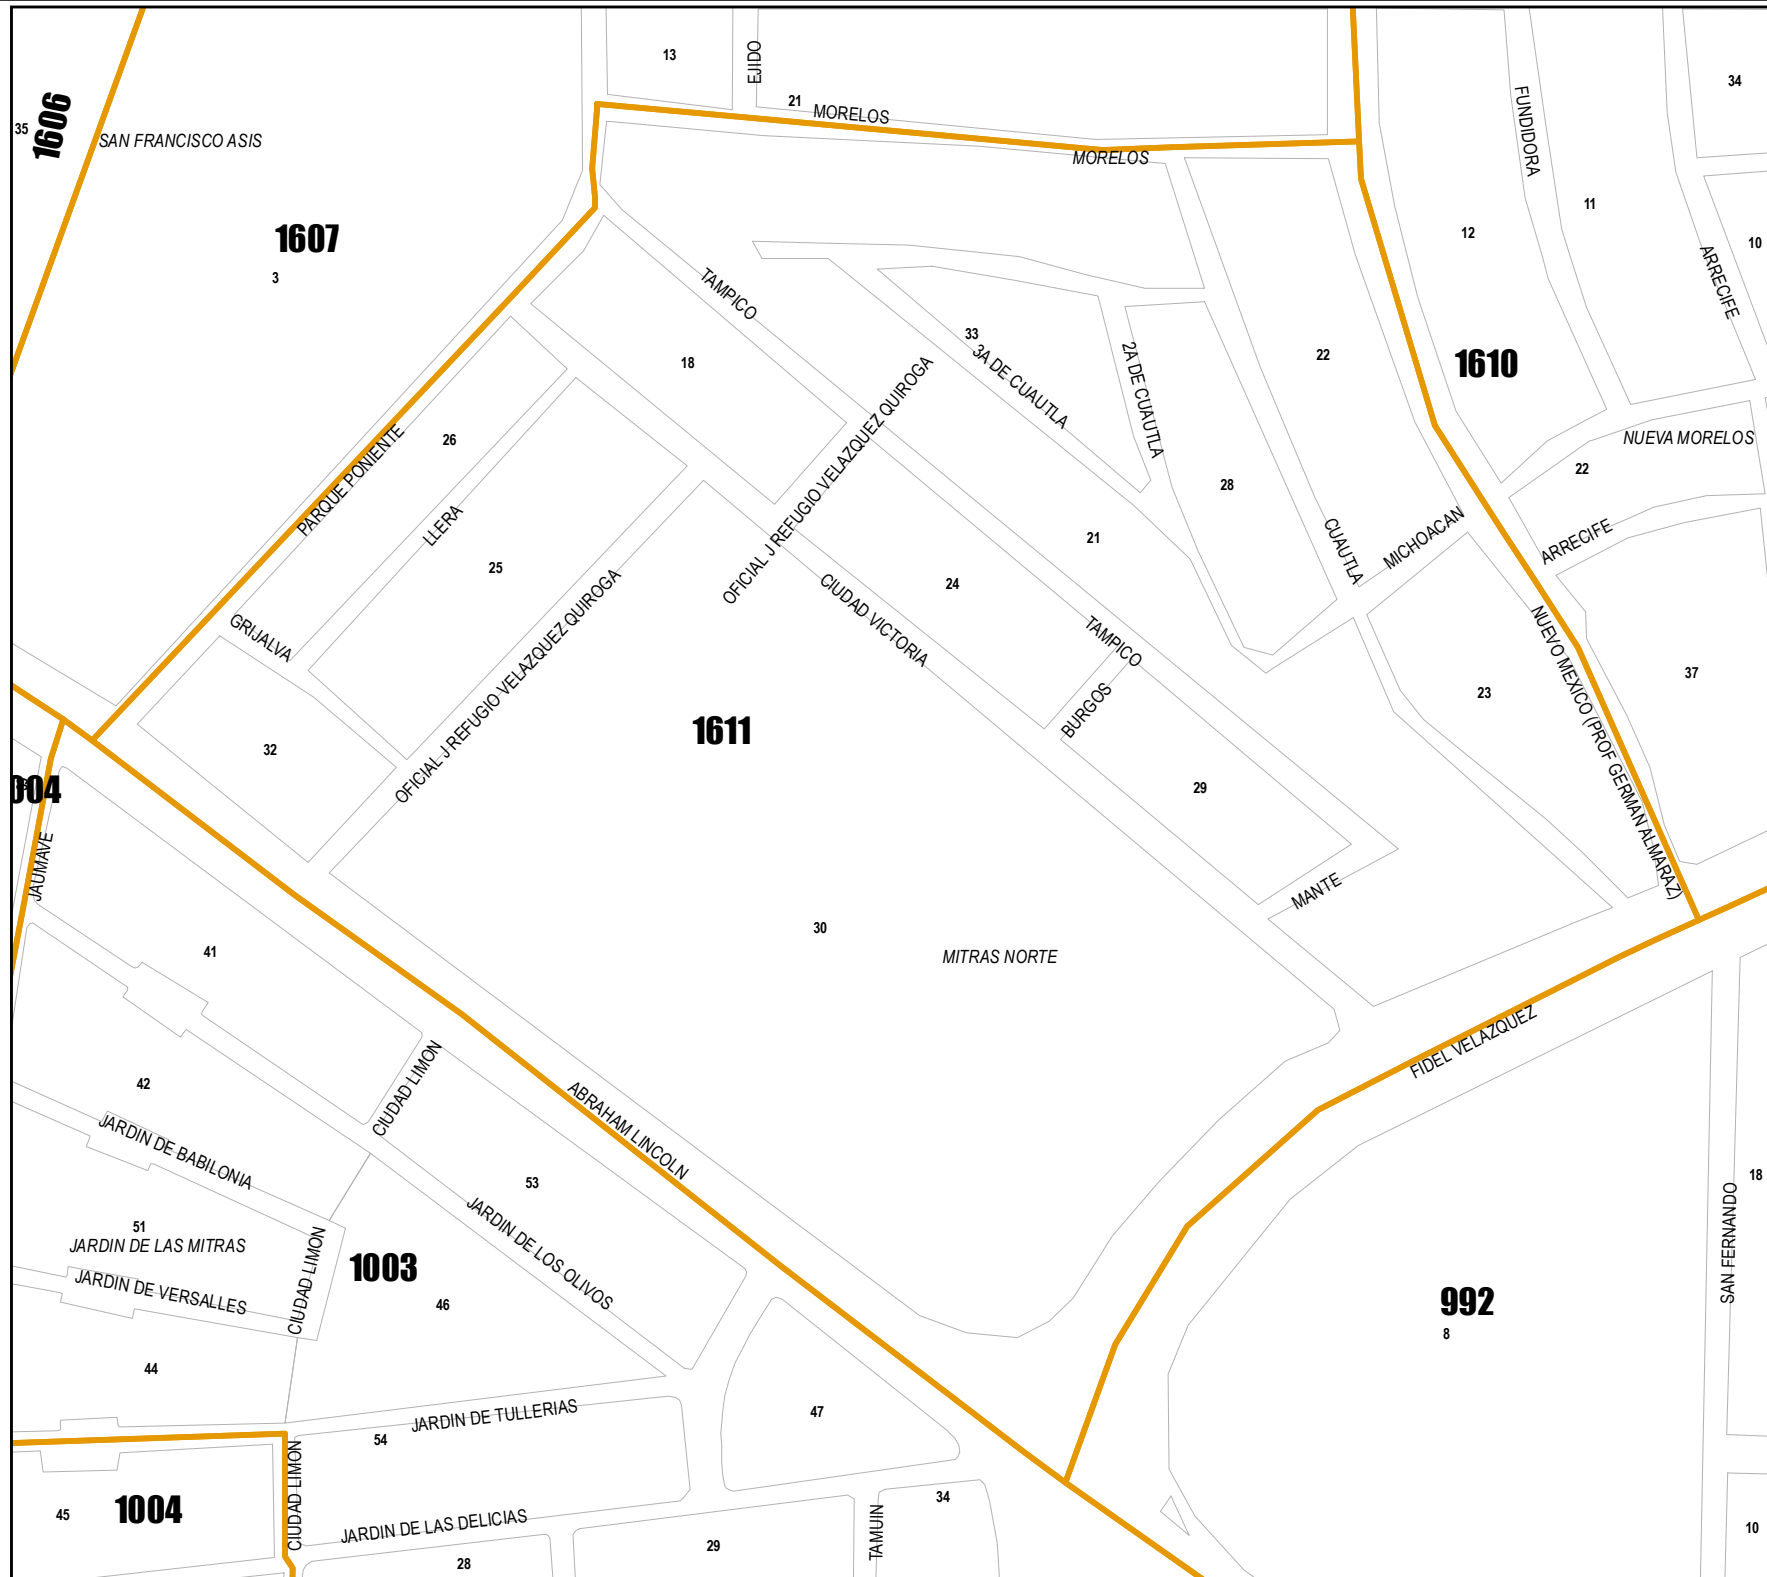 13
EJIDO
21
MORELOS
34
35
1606
SAN FRANCISCO ASIS
MORELOS
FUNDIDORA
11
12
10
1607
3
TAMPICO
ARRECIFE
33
3A DE CUAUTLA
2A DE CUAUTLA
22
1610
18
OFICIAL J REFUGIO VELAZQUEZ QUIROGA
26
PARQUE PONIENTE
NUEVA MORELOS
22
28
LLERA
CUAUTLA
MICHOACAN
ARRECIFE
21
25
24
CIUDAD VICTORIA
OFICIAL J REFUGIO VELAZQUEZ QUIROGA
GRIJALVA
TAMPICO
NUEVO MEXICO (PROF GERMAN ALMARAZ)
37
23
BURGOS
1611
32
29
004
JAUMAVE
MANTE
30
MITRAS NORTE
41
FIDEL VELAZQUEZ
42
CIUDAD LIMON
ABRAHAM LINCOLN
JARDIN DE BABILONIA
53
18
51
JARDIN DE LAS MITRAS
JARDIN DE LOS OLIVOS
SAN FERNANDO
CIUDAD LIMON
1003
JARDIN DE VERSALLES
46
992
8
44
47
JARDIN DE TULLERIAS
54
CIUDAD LIMON
34
45
1004
JARDIN DE LAS DELICIAS
TAMUIN
29
10
28